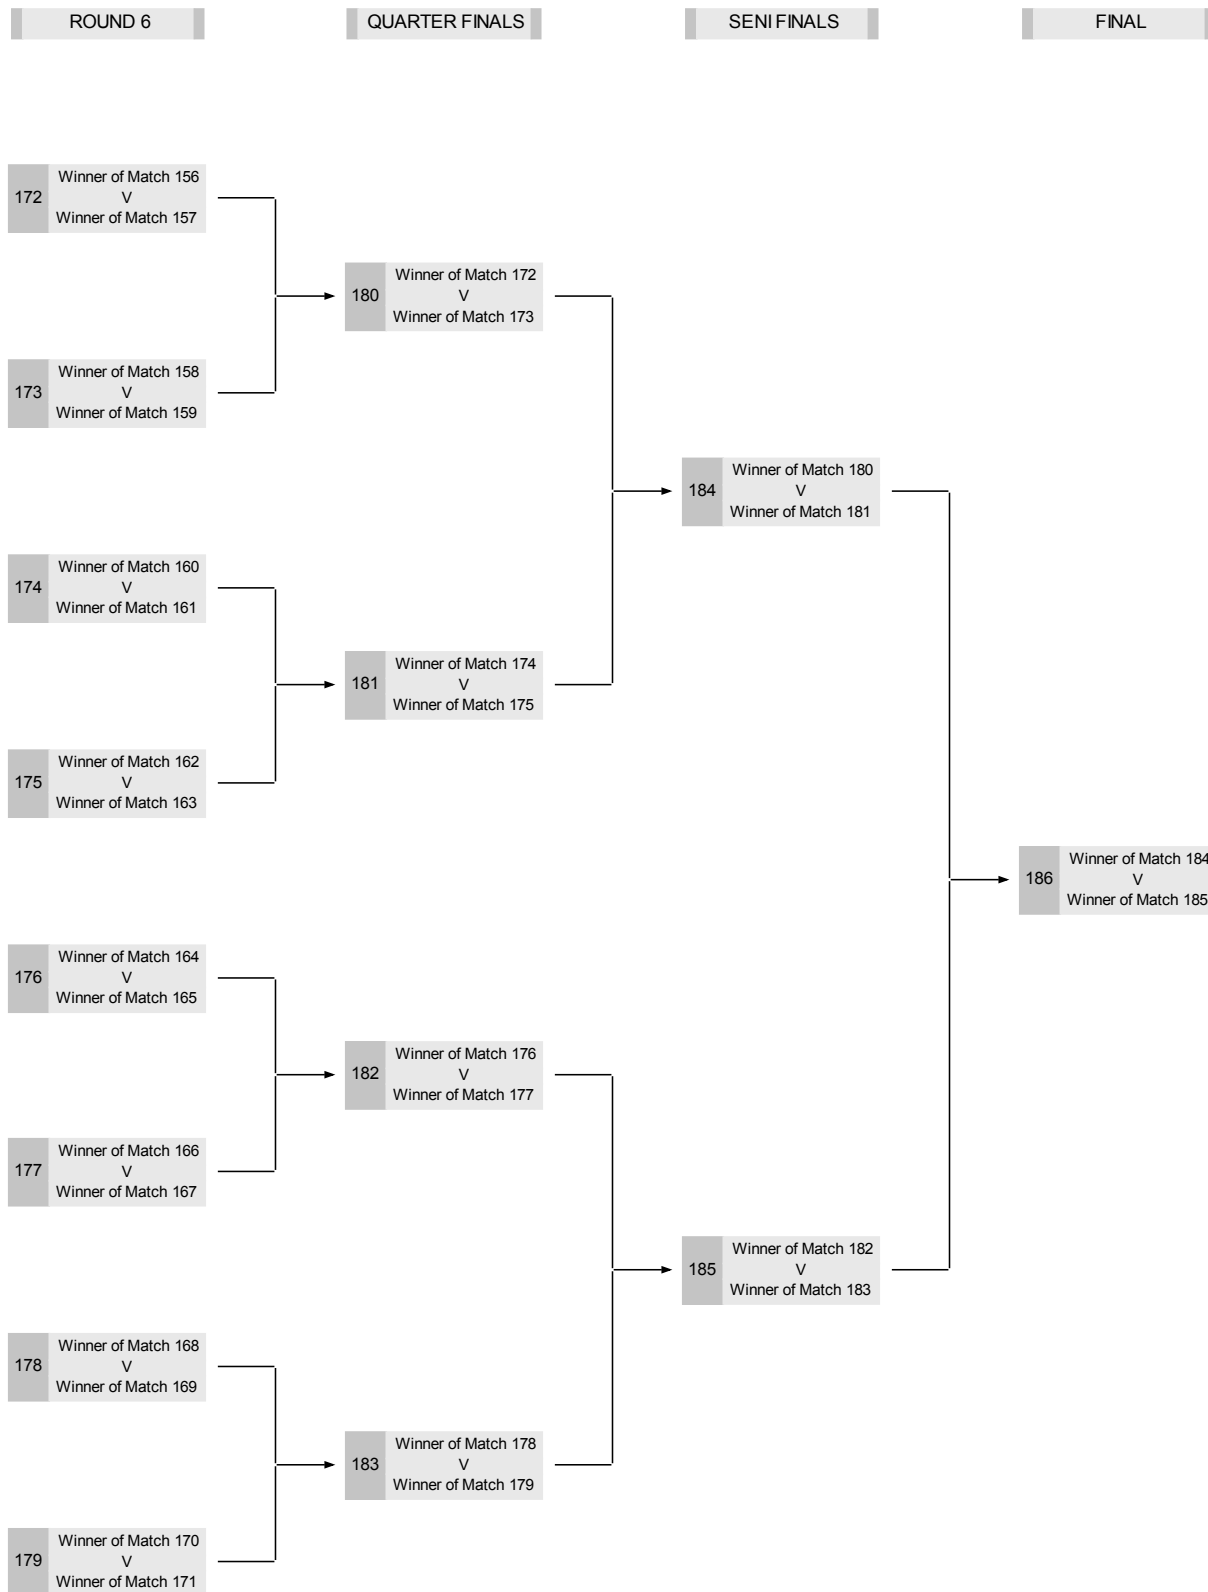 ROUND 6
QUARTER FINALS
SENI FINALS
FINAL
172
Winner of Match 156
V
Winner of Match 157
173
Winner of Match 158
V
Winner of Match 159
174
Winner of Match 160
V
Winner of Match 161
175
Winner of Match 162
V
Winner of Match 163
176
Winner of Match 164
V
Winner of Match 165
177
Winner of Match 166
V
Winner of Match 167
178
Winner of Match 168
V
Winner of Match 169
179
Winner of Match 170
V
Winner of Match 171
180
Winner of Match 172
V
Winner of Match 173
181
Winner of Match 174
V
Winner of Match 175
182
Winner of Match 176
V
Winner of Match 177
183
Winner of Match 178
V
Winner of Match 179
184
Winner of Match 180
V
Winner of Match 181
185
Winner of Match 182
V
Winner of Match 183
186
Winner of Match 184
V
Winner of Match 185